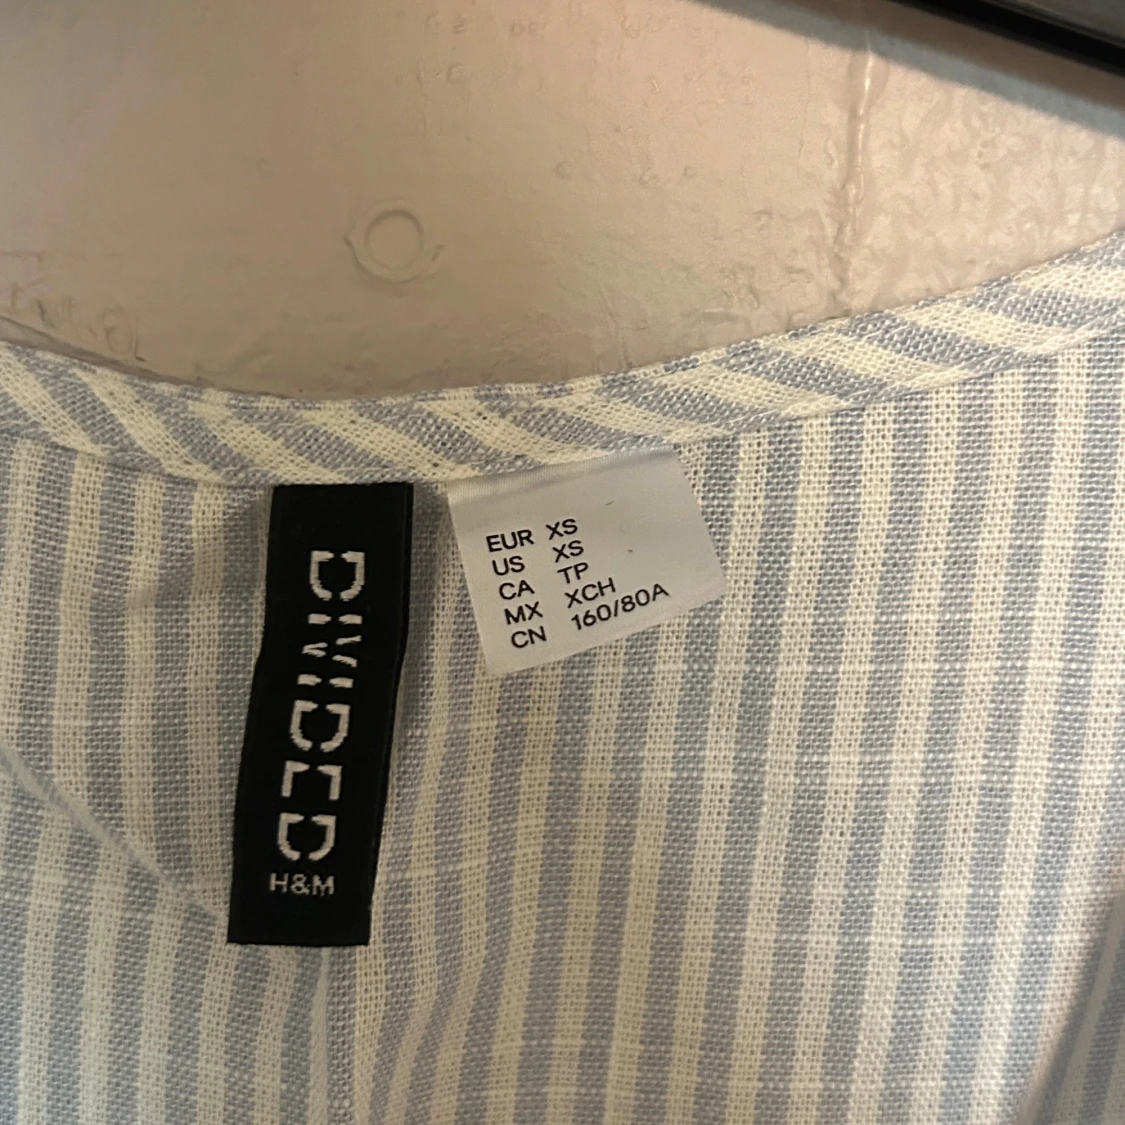 DIVIDED
H&M
EUR XS
US XS
CA TP
MX XCH
CN 160/80A